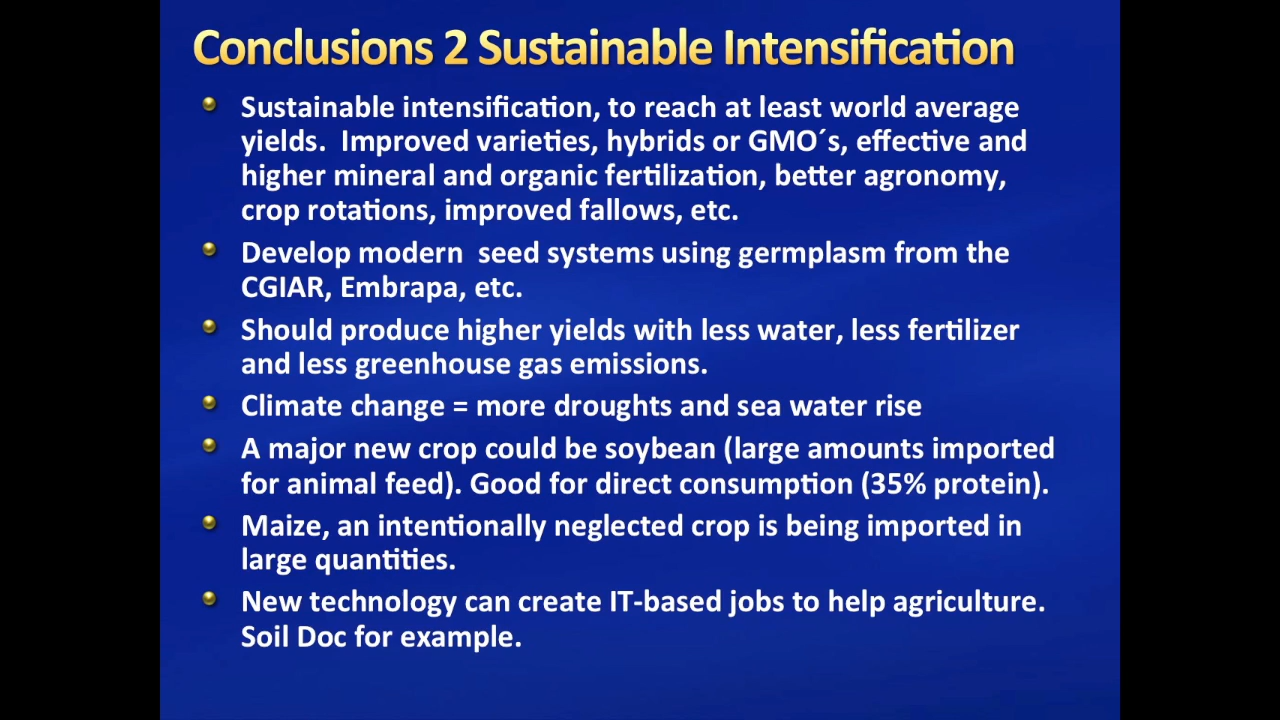 Conclusions 2 Sustainable Intensification
Sustainable intensification, to reach at least world average
yields.  Improved varieties, hybrids or GMO´s, effective and
higher mineral and organic fertilization, better agronomy,
crop rotations, improved fallows, etc.
Develop modern  seed systems using germplasm from the
CGIAR, Embrapa, etc.
Should produce higher yields with less water, less fertilizer
and less greenhouse gas emissions.
Climate change = more droughts and sea water rise
A major new crop could be soybean (large amounts imported
for animal feed). Good for direct consumption (35% protein).
Maize, an intentionally neglected crop is being imported in
large quantities.
New technology can create IT-based jobs to help agriculture.
Soil Doc for example.